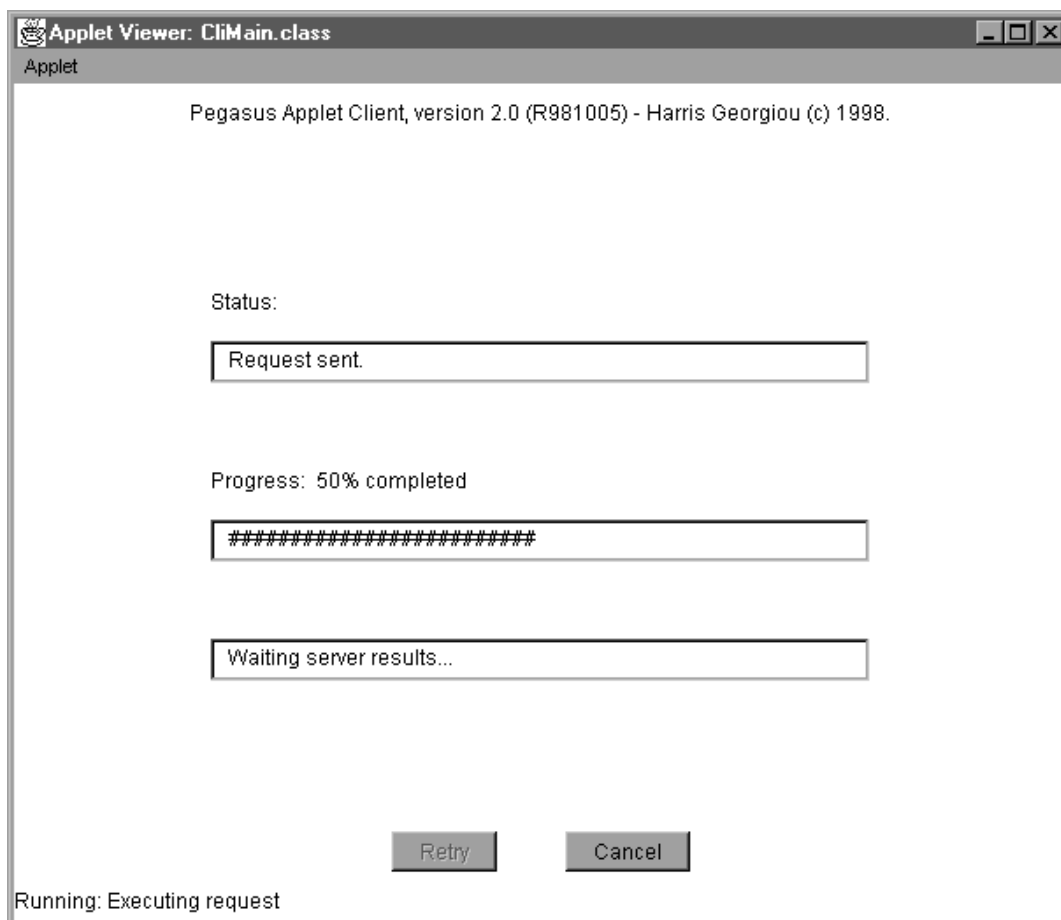 Applet Viewer: CliMain.class
Applet
Pegasus Applet Client, version 2.0 (R981005) - Harris Georgiou (c) 1998.
Status:
Request sent.
Progress: 50% completed
#########################
Waiting server results...
Retry Cancel
Running: Executing request